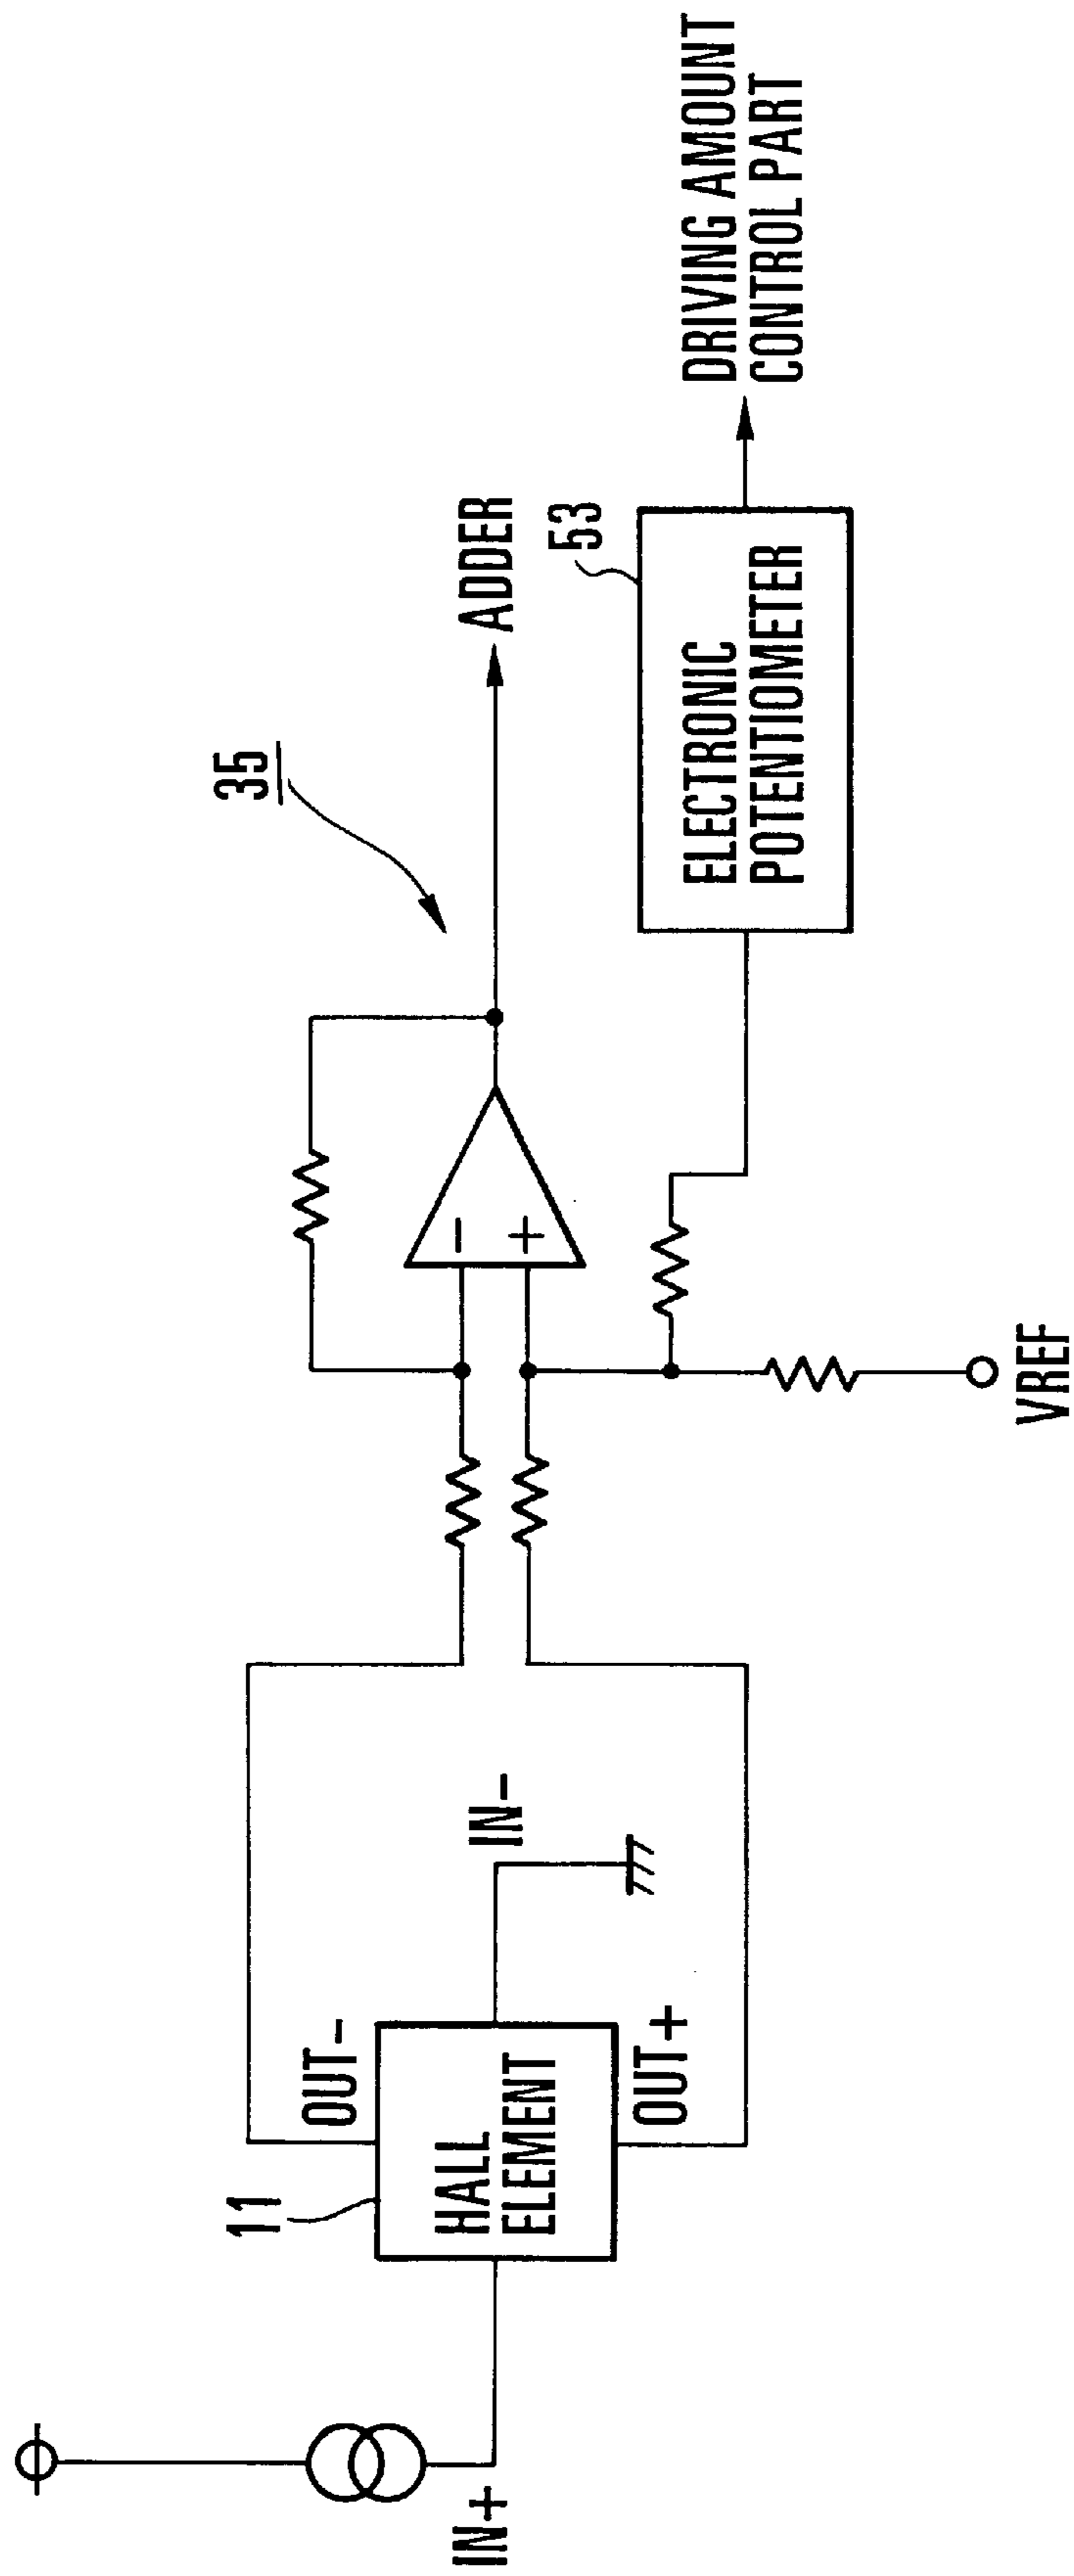 IN+
11
HALL
ELEMENT
OUT-
OUT+
IN-
-
+
VREF
35
ADDER
53
ELECTRONIC
POTENTIOMETER
DRIVING AMOUNT
CONTROL PART